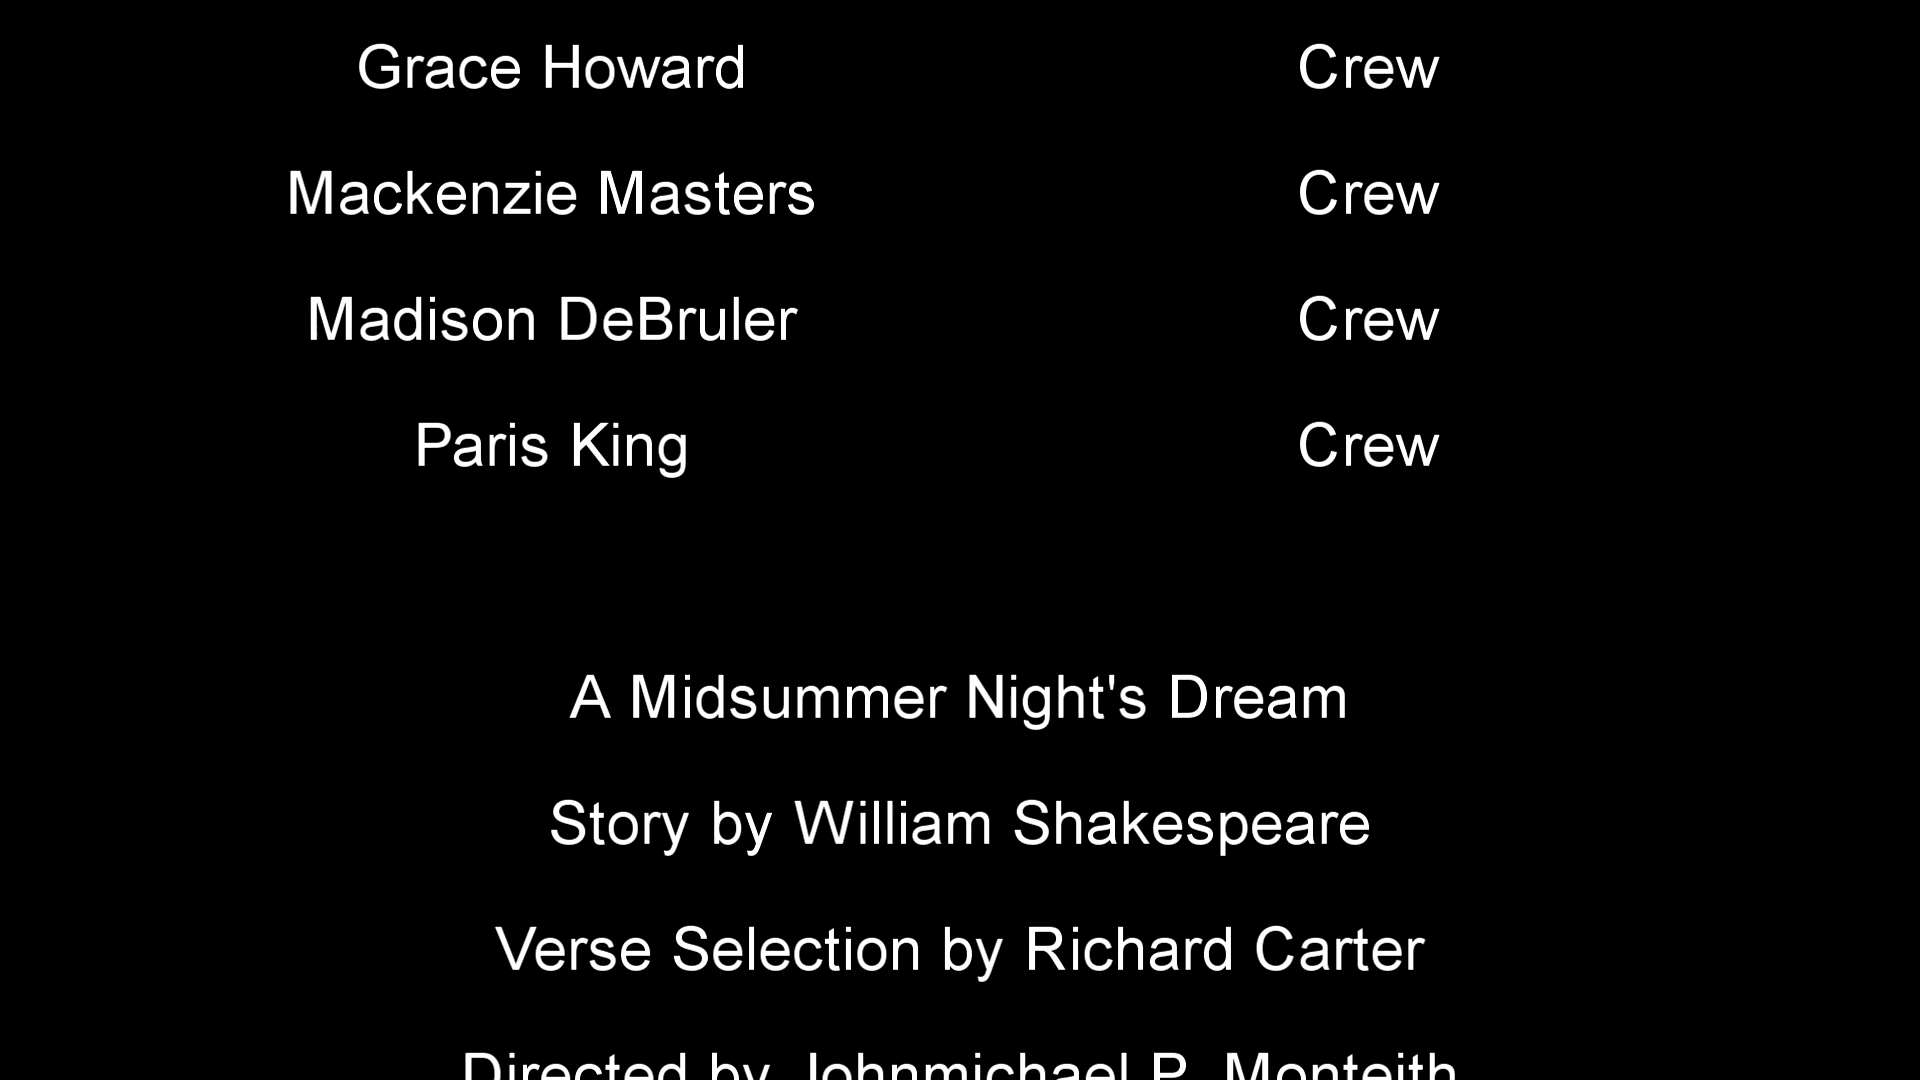 Grace Howard Crew
Mackenzie Masters Crew
Madison DeBruler Crew
Paris King Crew
A Midsummer Night's Dream
Story by William Shakespeare
Verse Selection by Richard Carter
Directed by Johnmichael P. Monteith